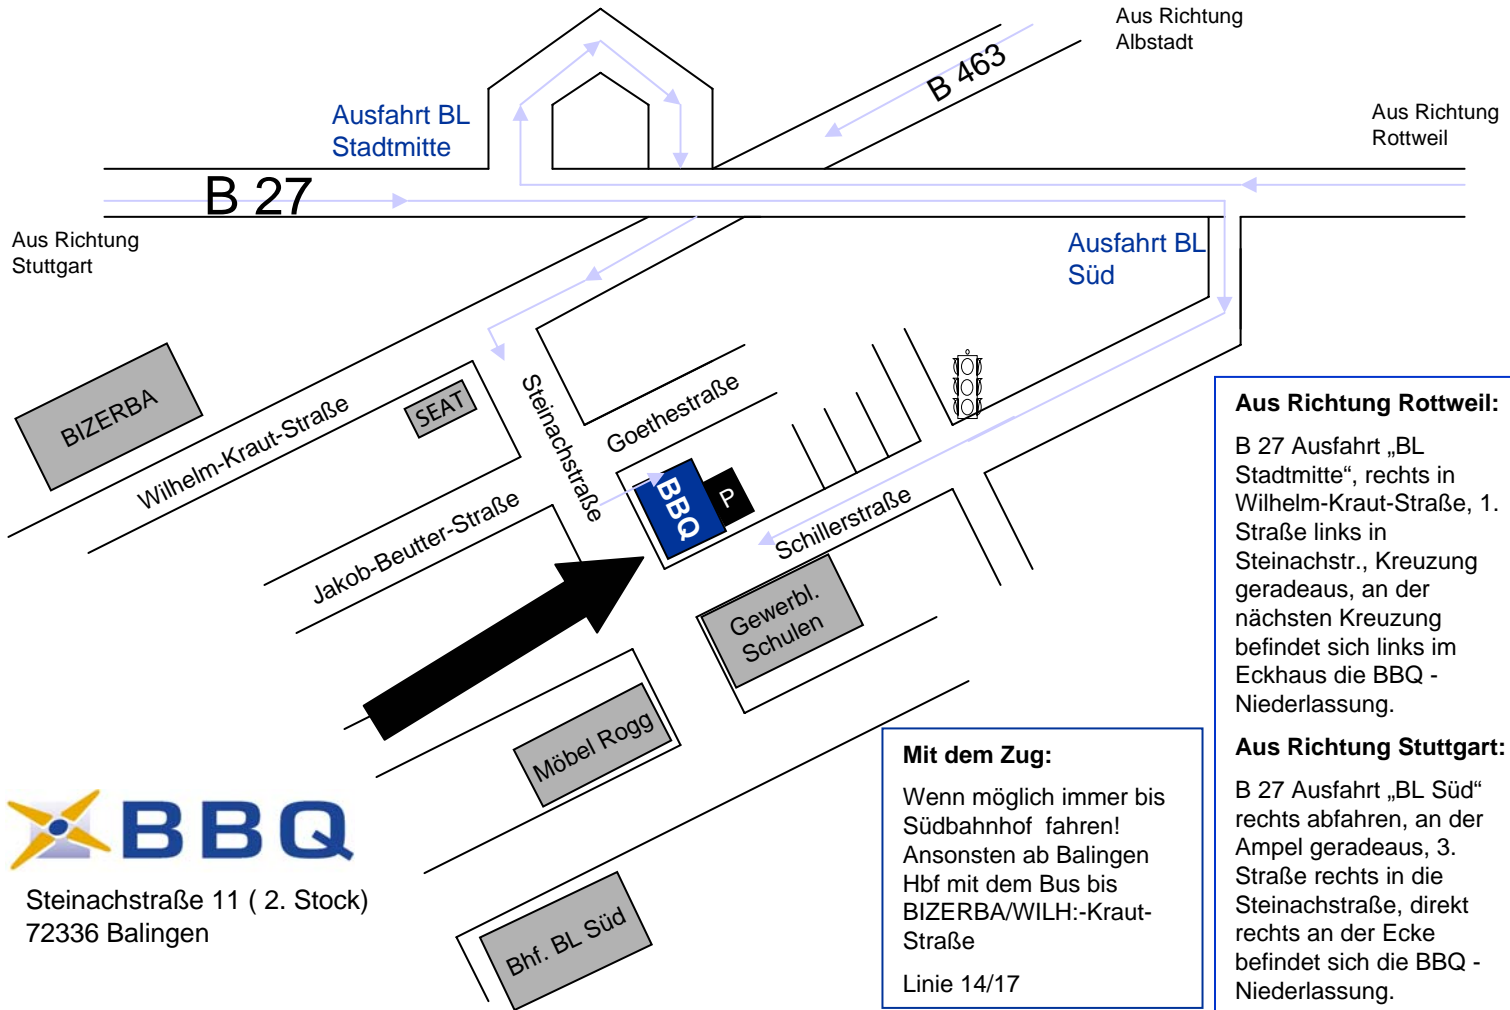 Aus Richtung
Albstadt
B 463
Ausfahrt BL
Stadtmitte
Aus Richtung
Rottweil
B 27
Aus Richtung
Stuttgart
Ausfahrt BL
Süd
BIZERBA
Wilhelm-Kraut-Straße
SEAT
Steinachstraße
Goethestraße
Jakob-Beutter-Straße
BBQ
P
Schillerstraße
Gewerbl.
Schulen
Möbel Rogg
Bhf. BL Süd
BBQ
Steinachstraße 11 ( 2. Stock)
72336 Balingen
Mit dem Zug:
Wenn möglich immer bis
Südbahnhof fahren!
Ansonsten ab Balingen
Hbf mit dem Bus bis
BIZERBA/WILH:-Kraut-
Straße
Linie 14/17
Aus Richtung Rottweil:
B 27 Ausfahrt „BL
Stadtmitte“, rechts in
Wilhelm-Kraut-Straße, 1.
Straße links in
Steinachstr., Kreuzung
geradeaus, an der
nächsten Kreuzung
befindet sich links im
Eckhaus die BBQ -
Niederlassung.
Aus Richtung Stuttgart:
B 27 Ausfahrt „BL Süd“
rechts abfahren, an der
Ampel geradeaus, 3.
Straße rechts in die
Steinachstraße, direkt
rechts an der Ecke
befindet sich die BBQ -
Niederlassung.